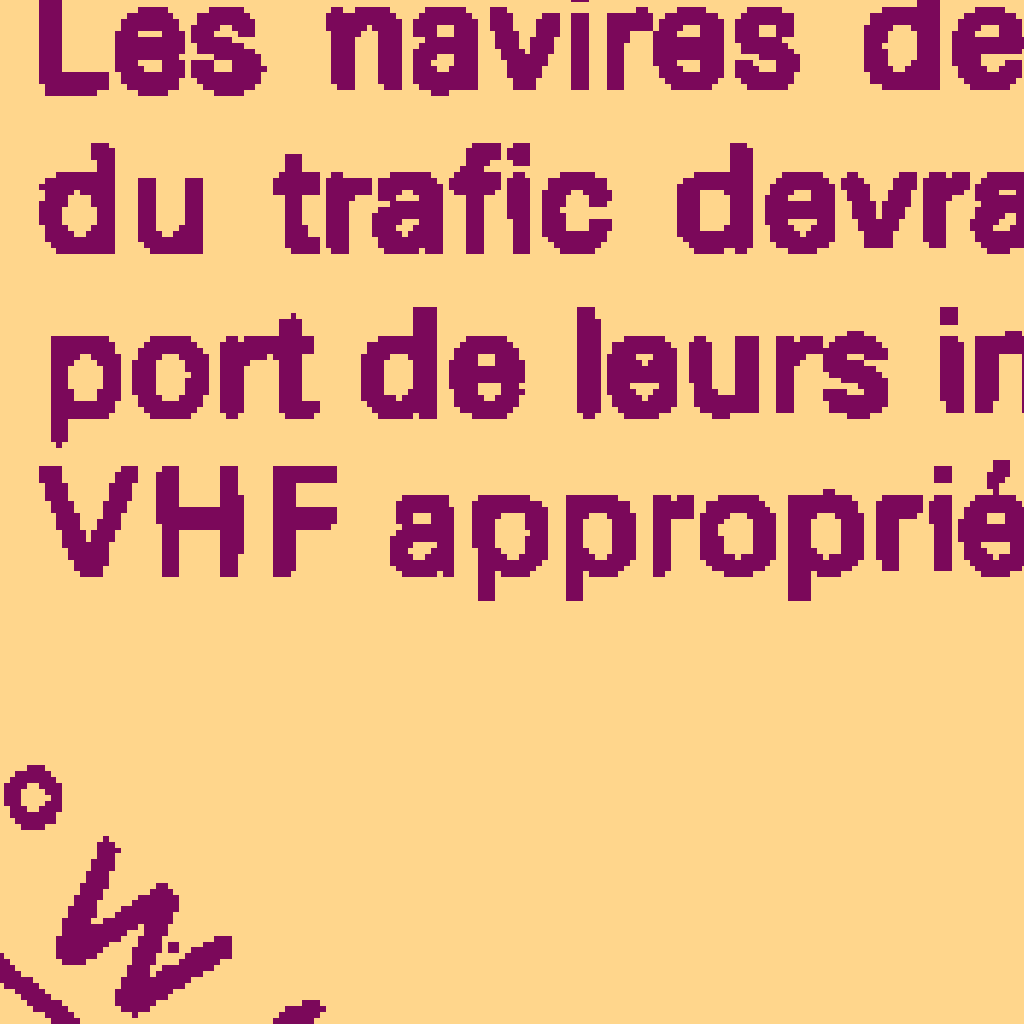 Les navires de
du trafic devra
port de leurs in
VHF approprié
°W